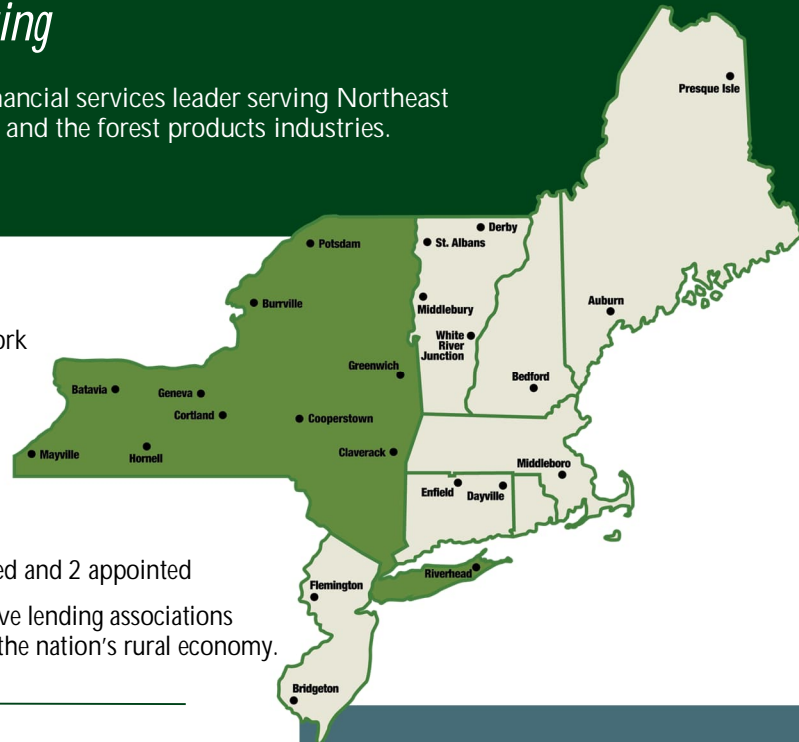 ing
nancial services leader serving Northeast
and the forest products industries.
Presque Isle
Derby
Potsdam
St. Albans
Burrville
Middlebury
Auburn
ork
White
River
Junction
Greenwich
Bedford
Batavia
Geneva
Cortland
Cooperstown
Mayville
Hornell
Claverack
Middleboro
Enfield
Dayville
ed and 2 appointed
Riverhead
Flemington
ve lending associations
the nation's rural economy.
Bridgeton